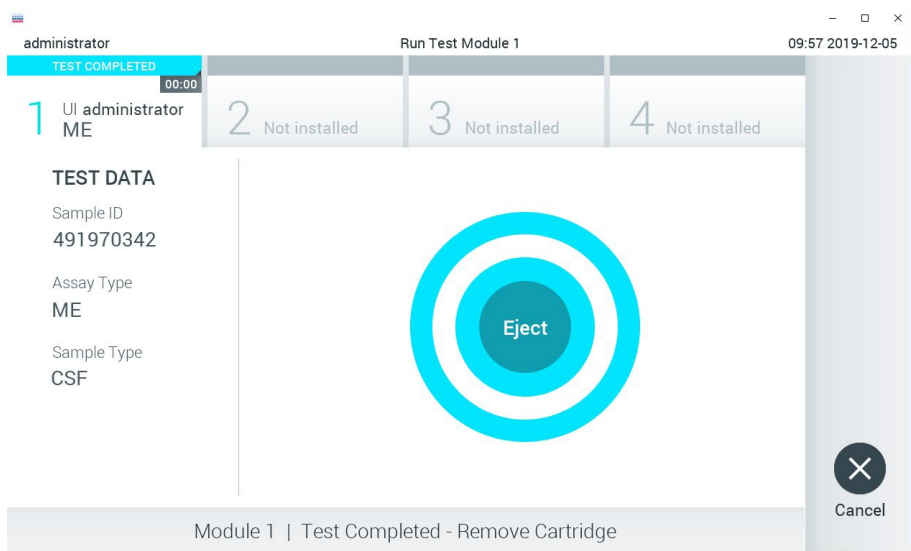 administrator Run Test Module 1 09:57 2019-12-05
TEST COMPLETED
00:00
1 UI administrator
ME
2 Not installed
3 Not installed
4 Not installed
TEST DATA
Sample ID
491970342
Assay Type
ME
Sample Type
CSF
Eject
Cancel
Module 1 | Test Completed - Remove Cartridge